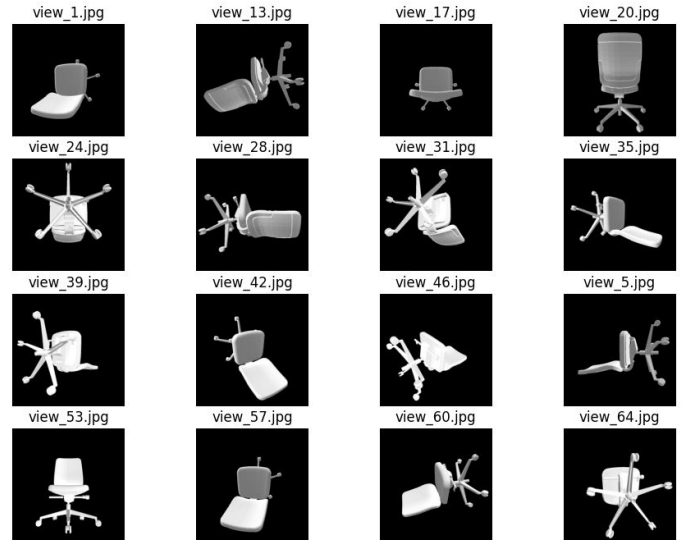 view_1.jpg view_13.jpg view_17.jpg view_20.jpg
view_24.jpg view_28.jpg view_31.jpg view_35.jpg
view_39.jpg view_42.jpg view_46.jpg view_5.jpg
view_53.jpg view_57.jpg view_60.jpg view_64.jpg